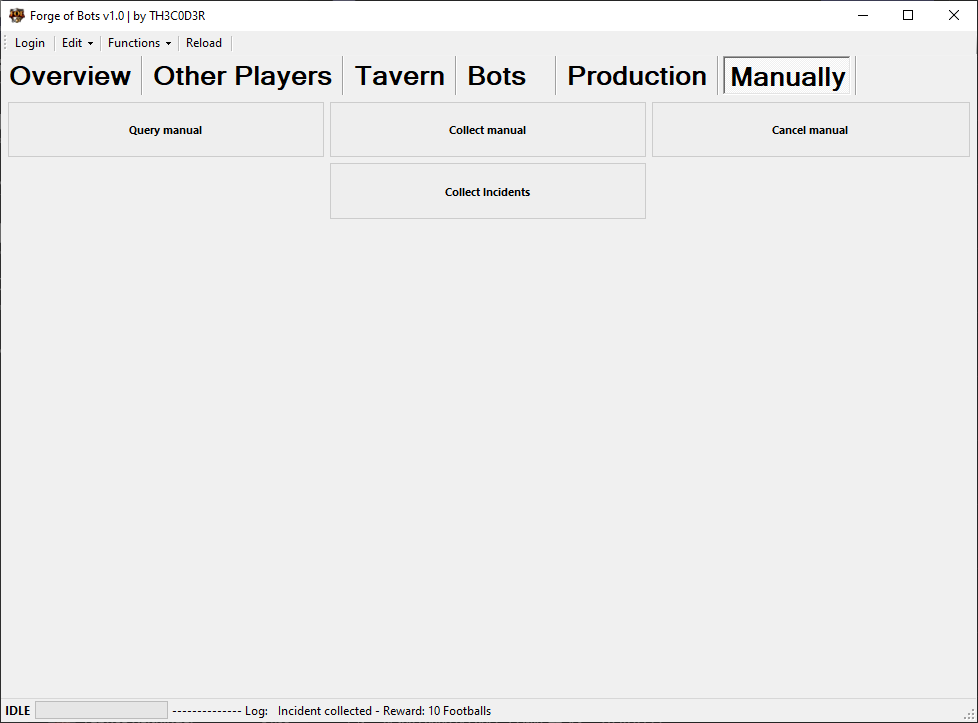 Forge of Bots v1.0 | by TH3C0D3R
Login Edit Functions Reload
Overview Other Players Tavern Bots Production Manually
Query manual Collect manual Cancel manual
Collect Incidents
IDLE -------------- Log: Incident collected - Reward: 10 Footballs